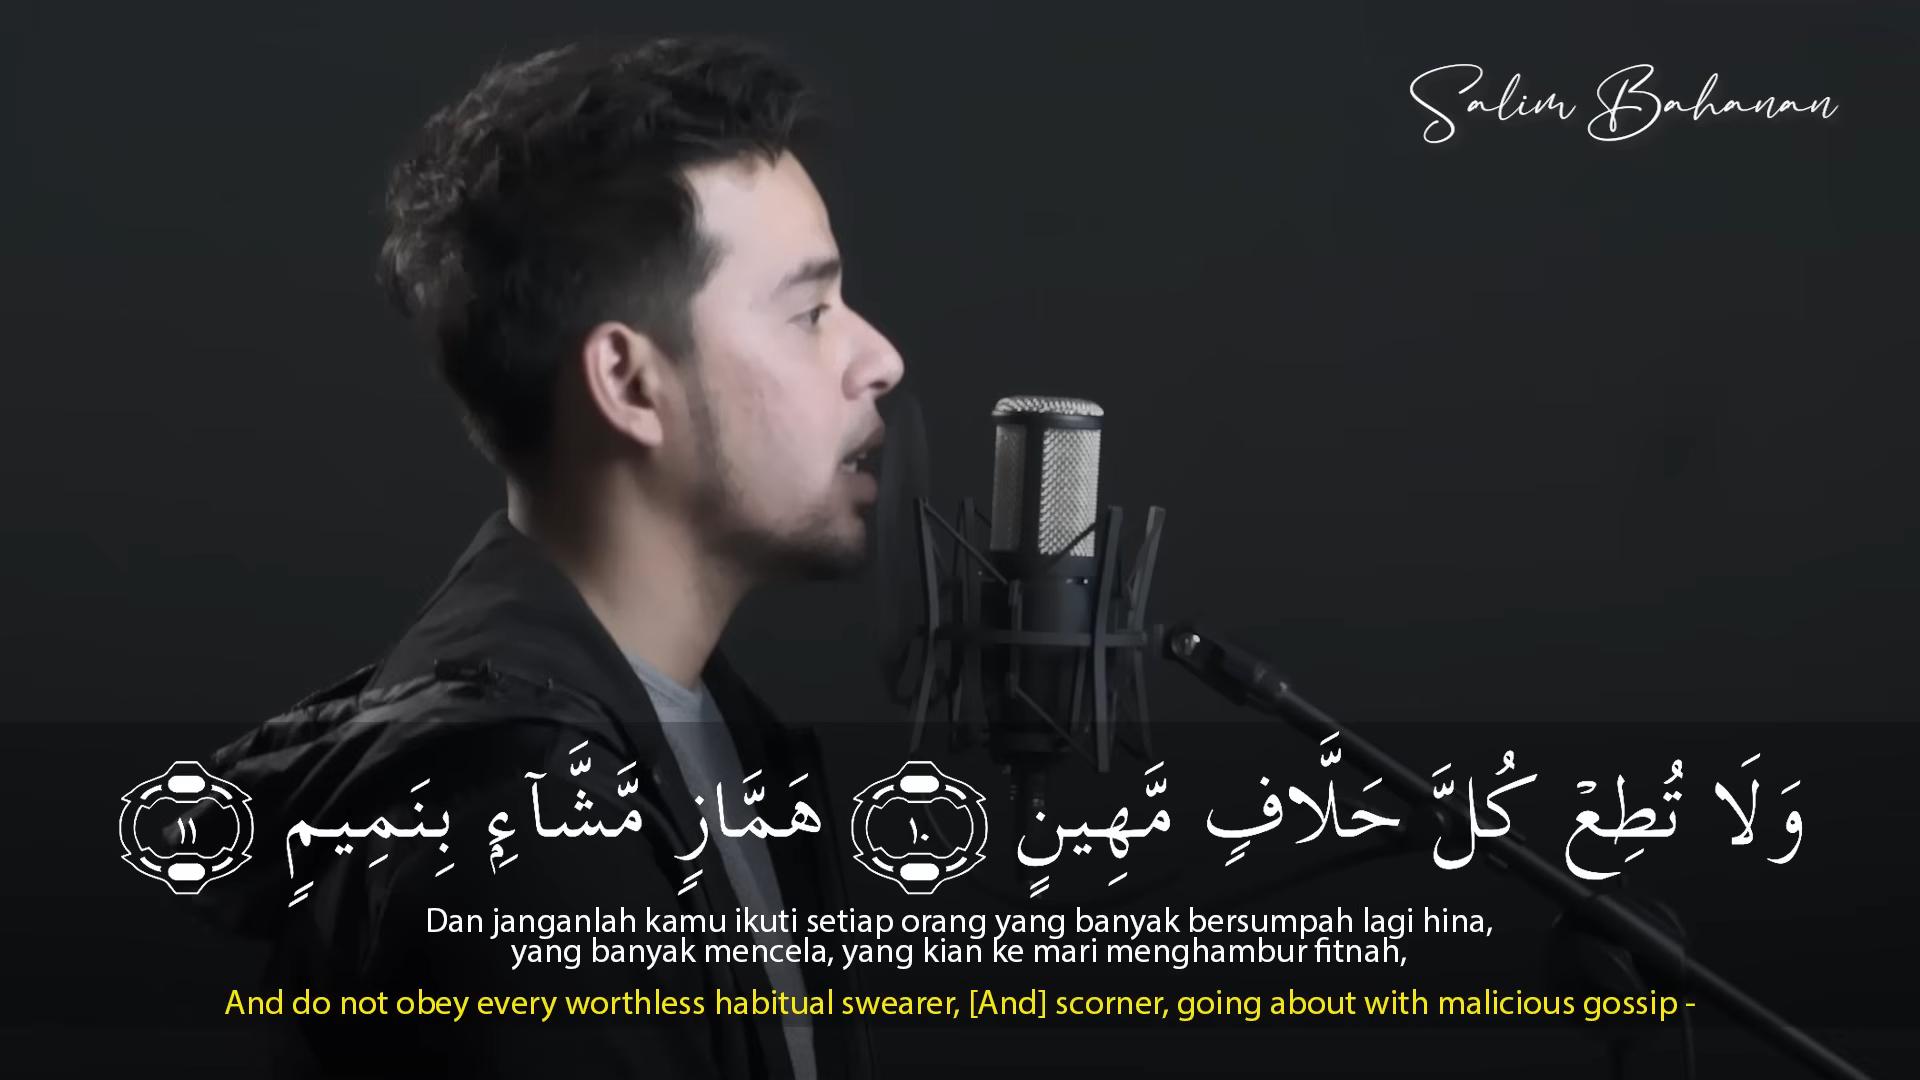 Salim Bahanan
وَلَا تُطِعْ كُلَّ حَلَّافٍ مَّهِينٍ ١٠ هَمَّازٍ مَّشَّآءٍۭ بِنَمِيمٍ ١١
Dan janganlah kamu ikuti setiap orang yang banyak bersumpah lagi hina,
yang banyak mencela, yang kian ke mari menghambur fitnah,
And do not obey every worthless habitual swearer, [And] scorner, going about with malicious gossip -